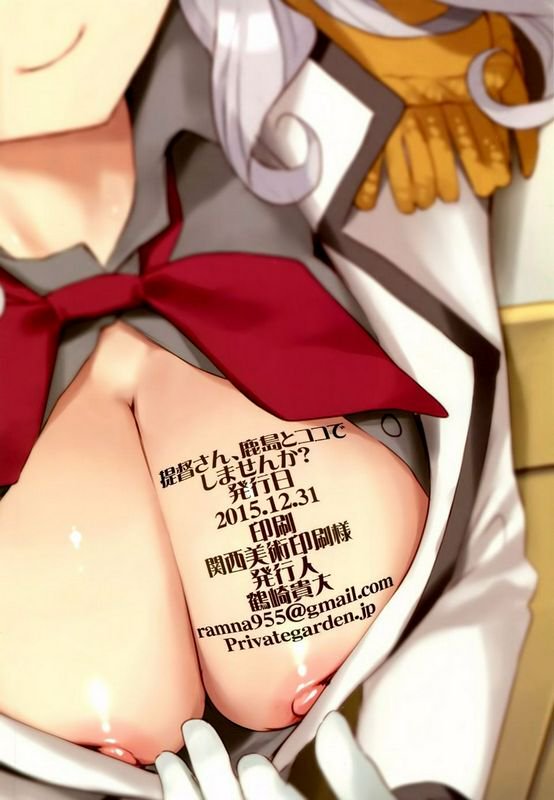 提督さん、鹿島とココで
しませんか?
発行日
2015.12.31
印刷
関西美術印刷様
発行人
鶴崎貴大
ramna955@gmail.com
Privategarden.jp